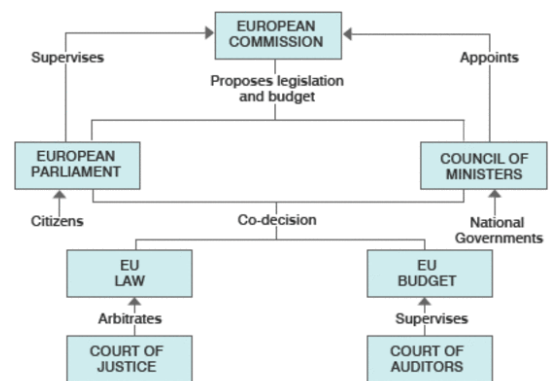 EUROPEAN
COMMISSION
Supervises
Appoints
Proposes legislation
and budget
EUROPEAN
PARLIAMENT
COUNCIL OF
MINISTERS
Citizens
Co-decision
National
Governments
EU
LAW
EU
BUDGET
Arbitrates
Supervises
COURT OF
JUSTICE
COURT OF
AUDITORS